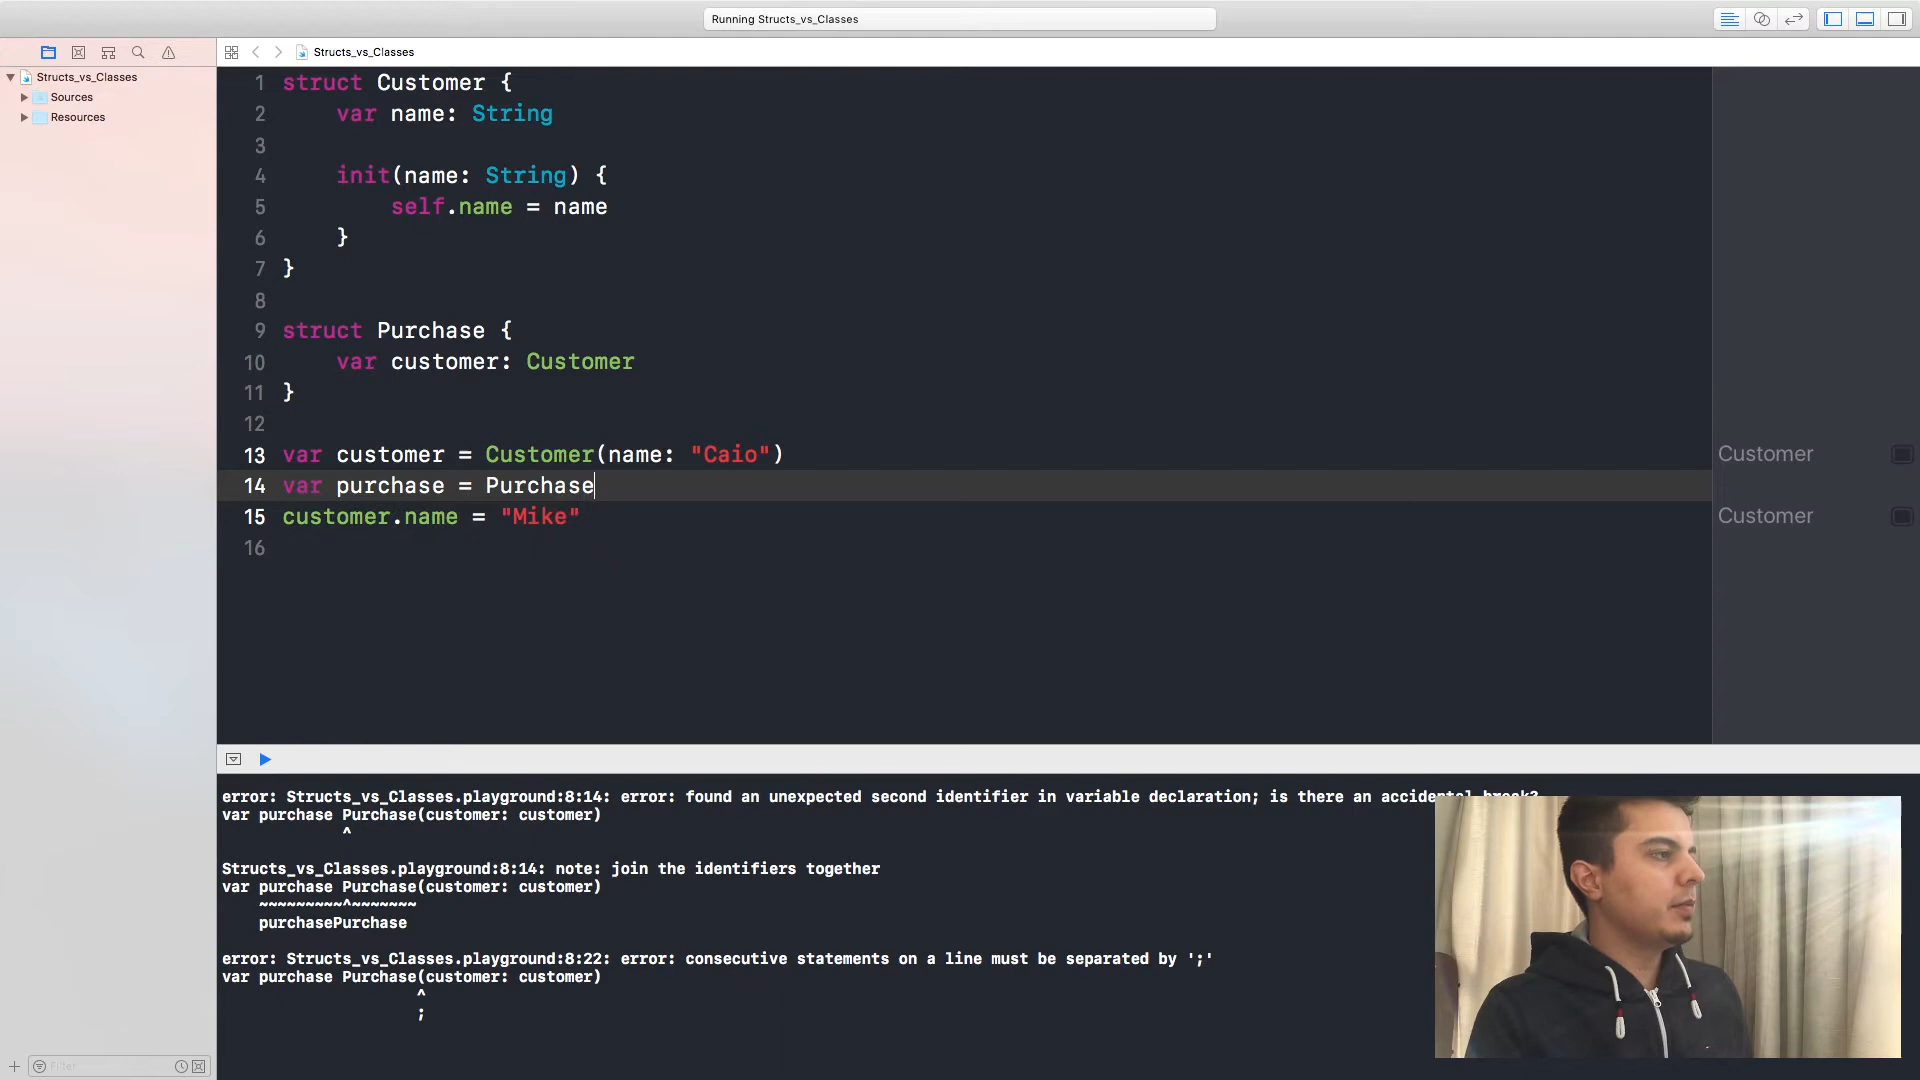 Running Structs_vs_Classes
Structs_vs_Classes
Structs_vs_Classes
Sources
Resources
1 struct Customer {
2 var name: String
3
4 init(name: String) {
5 self.name = name
6 }
7 }
8
9 struct Purchase {
10 var customer: Customer
11 }
12
13 var customer = Customer(name: "Caio")
Customer
14 var purchase = Purchase
15 customer.name = "Mike"
Customer
16
error: Structs_vs_Classes.playground:8:14: error: found an unexpected second identifier in variable declaration; is there an accidental break?
var purchase Purchase(customer: customer)
^
Structs_vs_Classes.playground:8:14: note: join the identifiers together
var purchase Purchase(customer: customer)
~~~~~~~~~^~~~~~~~
purchasePurchase
error: Structs_vs_Classes.playground:8:22: error: consecutive statements on a line must be separated by ';'
var purchase Purchase(customer: customer)
^
;
Filter